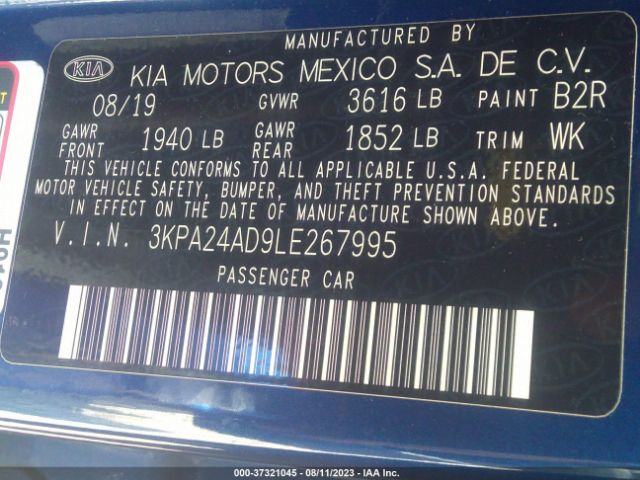 MANUFACTURED BY
KIA KIA MOTORS MEXICO S.A. DE C.V.
08/19 GVWR 3616 LB PAINT B2R
GAWR FRONT 1940 LB GAWR REAR 1852 LB TRIM WK
THIS VEHICLE CONFORMS TO ALL APPLICABLE U.S.A. FEDERAL
MOTOR VEHICLE SAFETY, BUMPER, AND THEFT PREVENTION STANDARDS
IN EFFECT ON THE DATE OF MANUFACTURE SHOWN ABOVE.
V.I.N. 3KPA24AD9LE267995
PASSENGER CAR
000-37321045 - 08/11/2023 - IAA Inc.